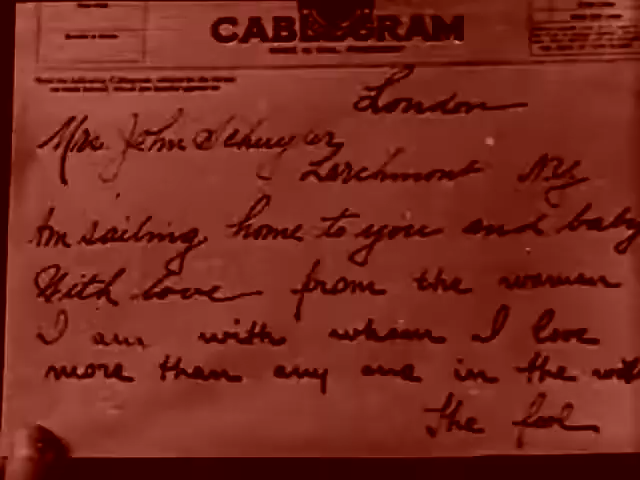 CABLEGRAM
London
Mrs John Schuyler
Larchmont NY
Am sailing home to you and baby
With love from the woman
I am with whom I love
more than any one in the
The fool